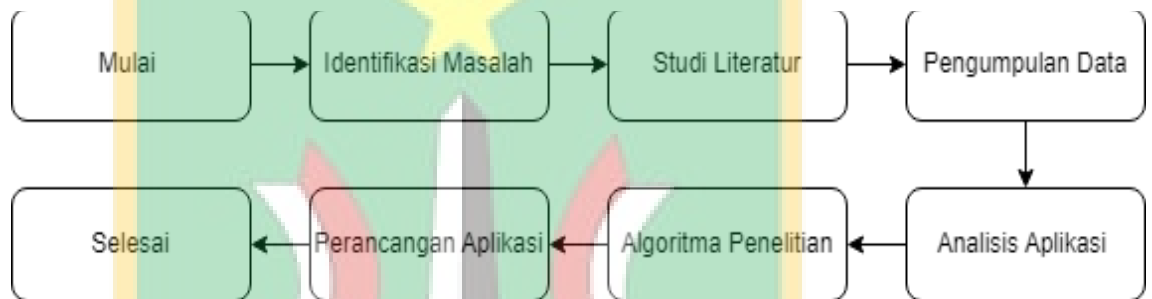 Mulai
Identifikasi Masalah
Studi Literatur
Pengumpulan Data
Analisis Aplikasi
Algoritma Penelitian
Perancangan Aplikasi
Selesai